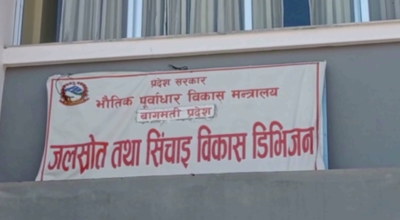 प्रदेश सरकार
भौतिक पूर्वाधार विकास मन्त्रालय
बागमती प्रदेश
जलस्रोत तथा सिंचाइ विकास डिभिजन